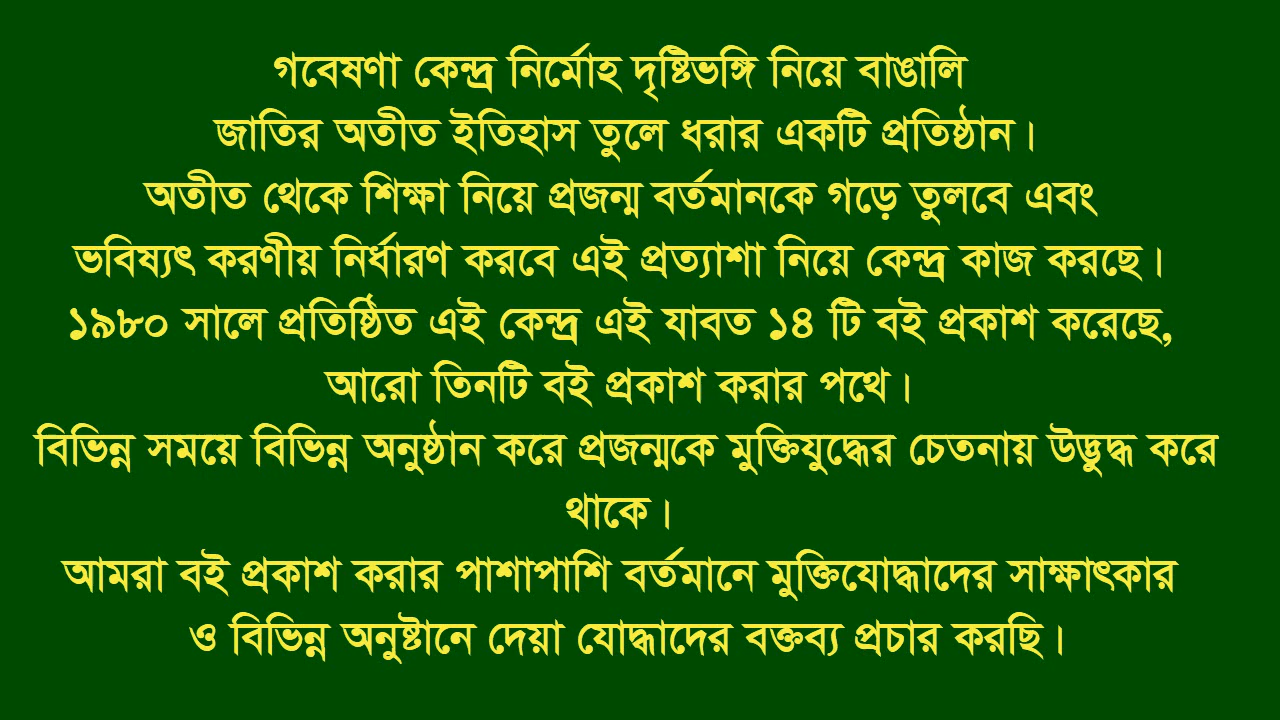 গবেষণা কেন্দ্র নির্মোহ দৃষ্টিভঙ্গি নিয়ে বাঙালি
জাতির অতীত ইতিহাস তুলে ধরার একটি প্রতিষ্ঠান।
অতীত থেকে শিক্ষা নিয়ে প্রজন্ম বর্তমানকে গড়ে তুলবে এবং
ভবিষ্যৎ করণীয় নির্ধারণ করবে এই প্রত্যাশা নিয়ে কেন্দ্র কাজ করছে।
১৯৮০ সালে প্রতিষ্ঠিত এই কেন্দ্র এই যাবত ১৪ টি বই প্রকাশ করেছে,
আরো তিনটি বই প্রকাশ করার পথে।
বিভিন্ন সময়ে বিভিন্ন অনুষ্ঠান করে প্রজন্মকে মুক্তিযুদ্ধের চেতনায় উদ্ভুদ্ধ করে
থাকে।
আমরা বই প্রকাশ করার পাশাপাশি বর্তমানে মুক্তিযোদ্ধাদের সাক্ষাৎকার
ও বিভিন্ন অনুষ্টানে দেয়া যোদ্ধাদের বক্তব্য প্রচার করছি।